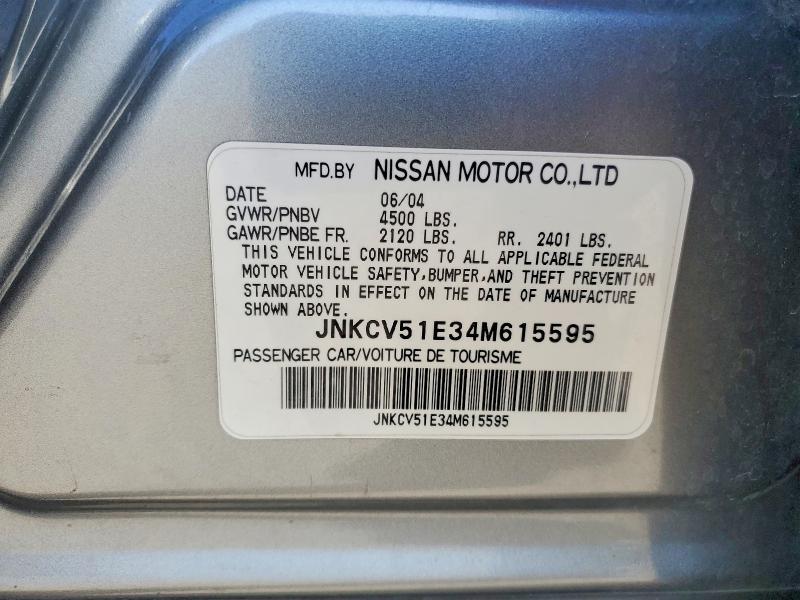 MFD.BY NISSAN MOTOR CO.,LTD
DATE 06/04
GVWR/PNBV 4500 LBS.
GAWR/PNBE FR. 2120 LBS. RR. 2401 LBS.
THIS VEHICLE CONFORMS TO ALL APPLICABLE FEDERAL
MOTOR VEHICLE SAFETY,BUMPER,AND THEFT PREVENTION
STANDARDS IN EFFECT ON THE DATE OF MANUFACTURE
SHOWN ABOVE.
JNKCV51E34M615595
PASSENGER CAR/VOITURE DE TOURISME
JNKCV51E34M615595